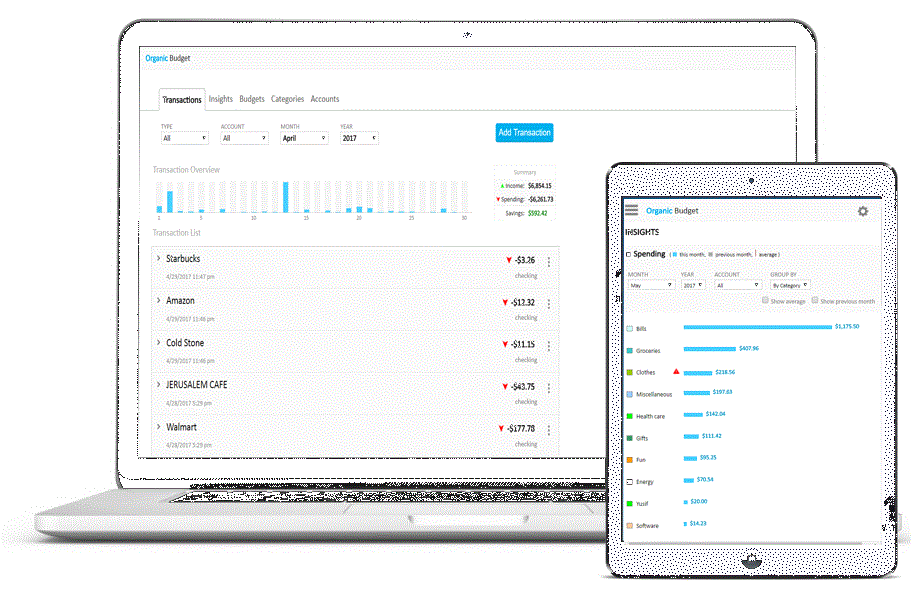 Organic Budget
Transactions Insights Budgets Categories Accounts
TYPE ACCOUNT MONTH YEAR
All All April 2017
Add Transaction
Transaction Overview
Summary
Income: $6,854.15
Spending: -$6,261.73
Savings: $592.42
1 5 10 15 20 25 30
Transaction List
Starbucks -$3.26
4/29/2017 11:47 pm checking
Amazon -$12.32
4/29/2017 11:46 pm checking
Cold Stone -$11.15
4/29/2017 11:46 pm checking
JERUSALEM CAFE -$43.75
4/28/2017 5:29 pm checking
Walmart -$177.78
4/28/2017 5:29 pm checking
Organic Budget
INSIGHTS
Spending ( this month, previous month, average )
MONTH YEAR ACCOUNT GROUP BY
May 2017 All By Category
Show average Show previous month
Bills $1,175.50
Groceries $407.96
Clothes $218.56
Miscellaneous $197.63
Health care $142.04
Gifts $111.42
Fun $95.25
Energy $70.54
Yusif $20.00
Software $14.23